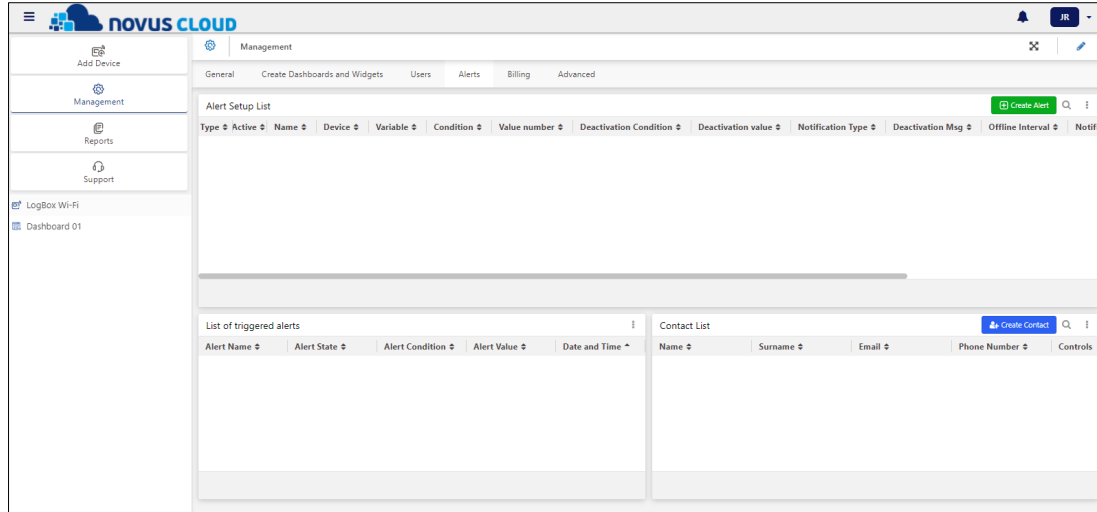 NOVUS CLOUD
JR
Add Device
Management
Reports
Support
LogBox Wi-Fi
Dashboard 01
Management
General Create Dashboards and Widgets Users Alerts Billing Advanced
Alert Setup List Create Alert
Type Active Name Device Variable Condition Value number Deactivation Condition Deactivation value Notification Type Deactivation Msg Offline Interval Notif
List of triggered alerts
Alert Name Alert State Alert Condition Alert Value Date and Time
Contact List Create Contact
Name Surname Email Phone Number Controls